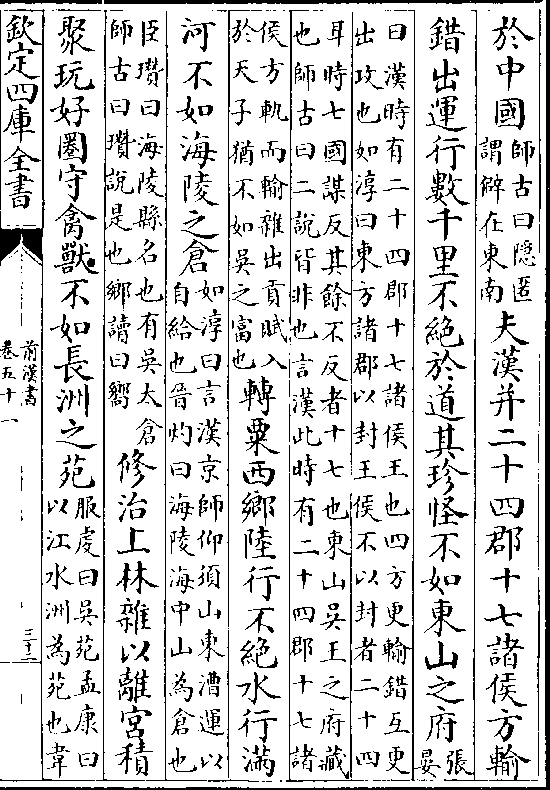 於中國師古曰隐匿謂僻在東南夫漢并二十四郡十七諸侯方輸
錯出運行數千里不絕於道其珍怪不如東山之府張晏
曰漢時有二十四郡十七諸侯王也四方更輸錯互更
出攻也如淳曰東方諸郡以封王侯不以封者二十四
耳時七國謀反其餘不反者十七也東山吳王之府藏
也師古曰二說皆非也言漢此時有二十四郡十七諸
侯方軌而輸雜出貢賦入於天子猶不如吳之富也轉粟西鄉陸行不絕水行滿
河不如海陵之倉如淳曰言漢京師仰須山東漕運以自給也晉灼曰海陵海中山為倉也
臣瓚曰海陵縣名也有吳太倉師古曰瓚說是也鄉讀曰嚮修治上林雜以離宮積
聚玩好圈守禽獸不如長洲之苑服虔曰吳苑孟康曰以江水洲為苑也韋
欽定四庫全書
前漢書
卷五十一
三十二